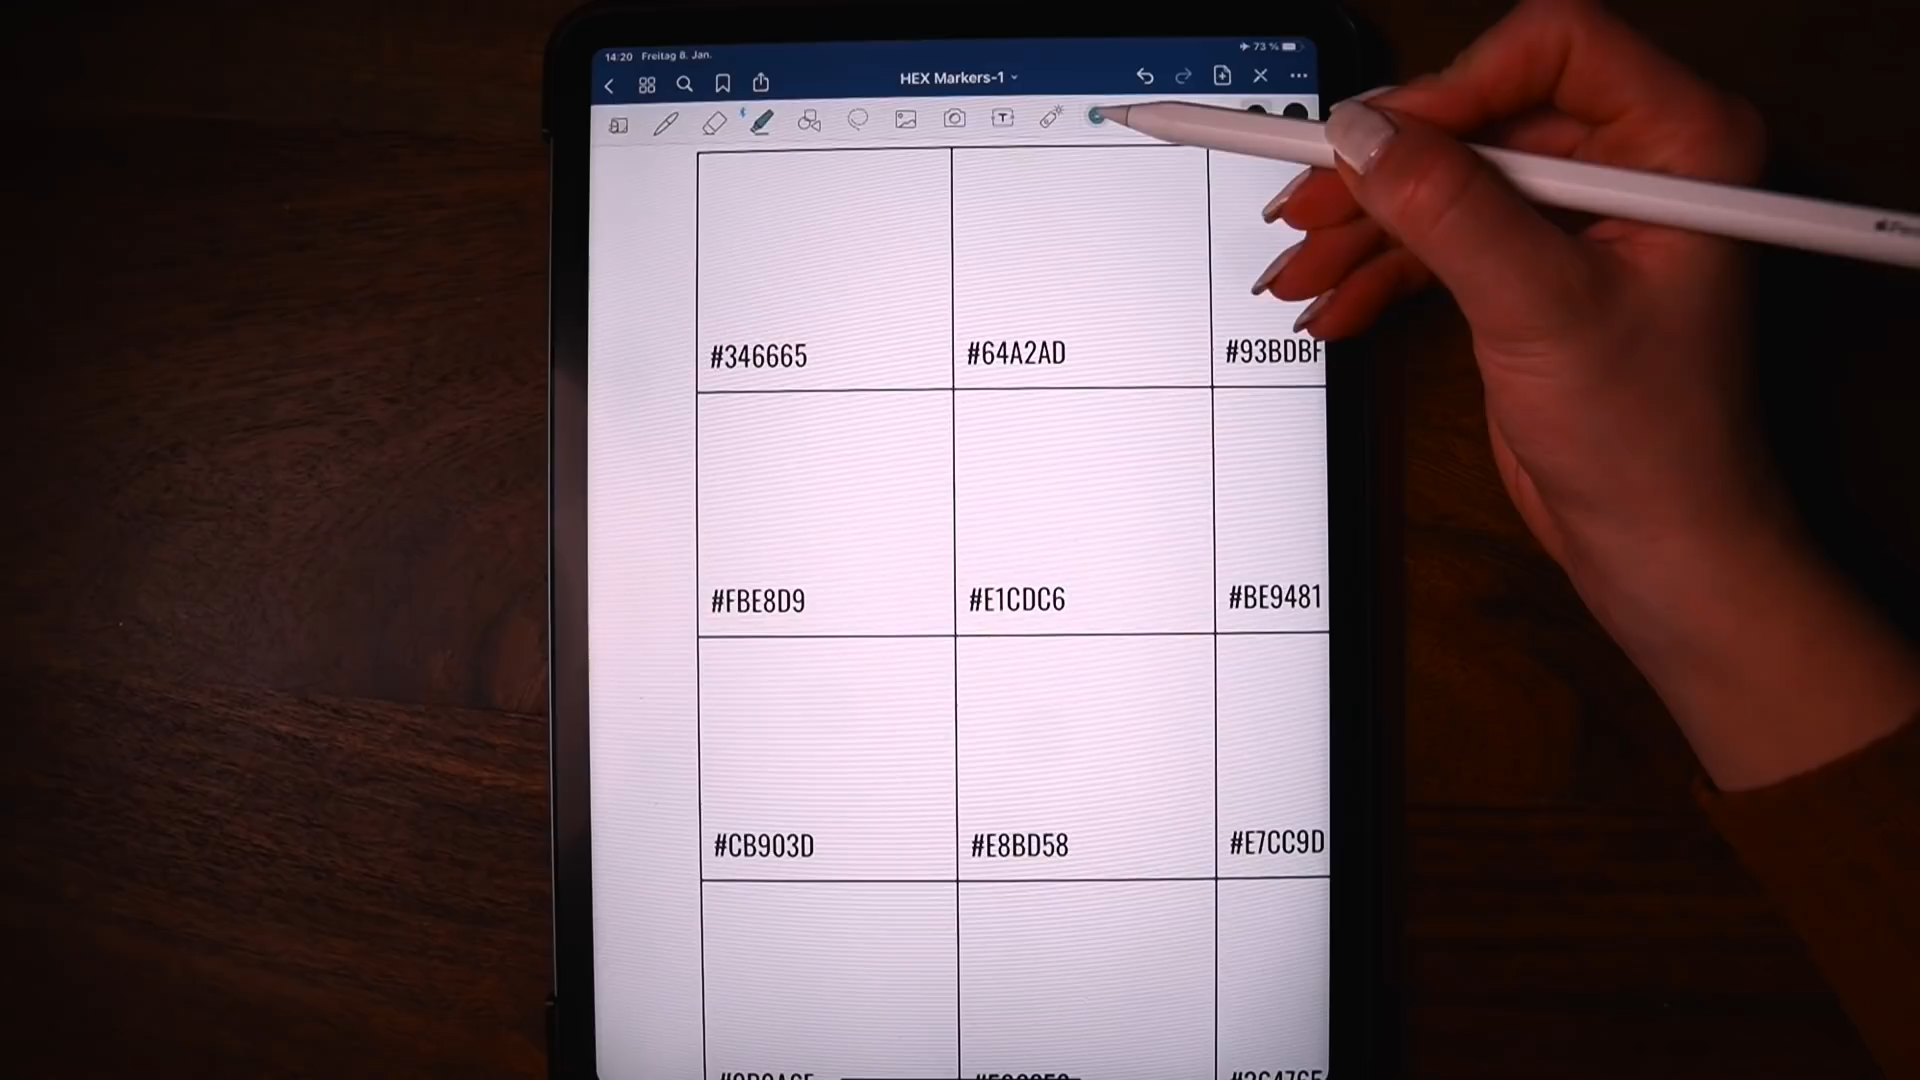 14:20 Freitag 8. Jan.
73 %
HEX Markers-1
T
#346665 #64A2AD #93BDBF
#FBE8D9 #E1CDC6 #BE9481
#CB903D #E8BD58 #E7CC9D